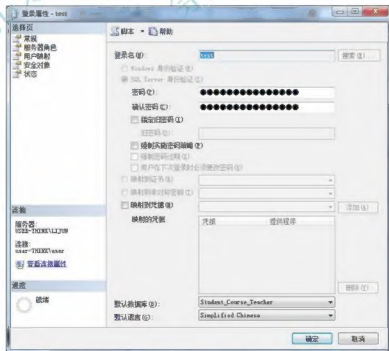 登录属性 - test
选择页
常规
服务器角色
用户映射
安全对象
状态
脚本
帮助
登录名(N):
test
搜索(E)...
Windows 身份验证(W)
SQL Server 身份验证(S)
密码(P):
●●●●●●●●●●●●●●●
确认密码(C):
●●●●●●●●●●●●●●●
指定旧密码(I)
旧密码(O):
强制实施密码策略(F)
强制密码过期(X)
用户在下次登录时必须更改密码(U)
映射到证书(R)
映射到非对称密钥(Y)
映射到凭据(M)
添加(D)
映射的凭据
凭据
提供程序
删除(V)
默认数据库(D):
Student_Course_Teacher
默认语言(G):
Simplified Chinese
连接
服务器:
USER-THINK\LIJUN
连接:
user-THINK\user
查看连接属性
进度
就绪
确定
取消